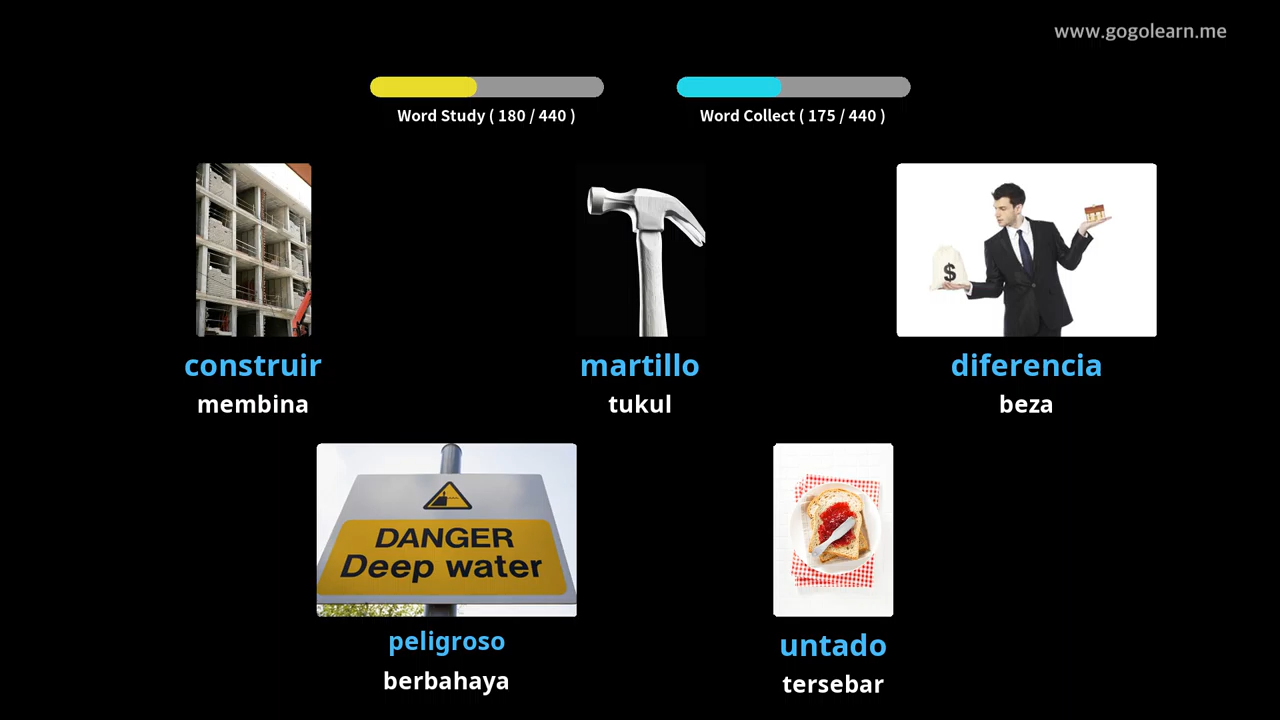 www.gogolearn.me
Word Study ( 180 / 440 )
Word Collect ( 175 / 440 )
$
construir
membina
martillo
tukul
diferencia
beza
DANGER
Deep water
peligroso
berbahaya
untado
tersebar